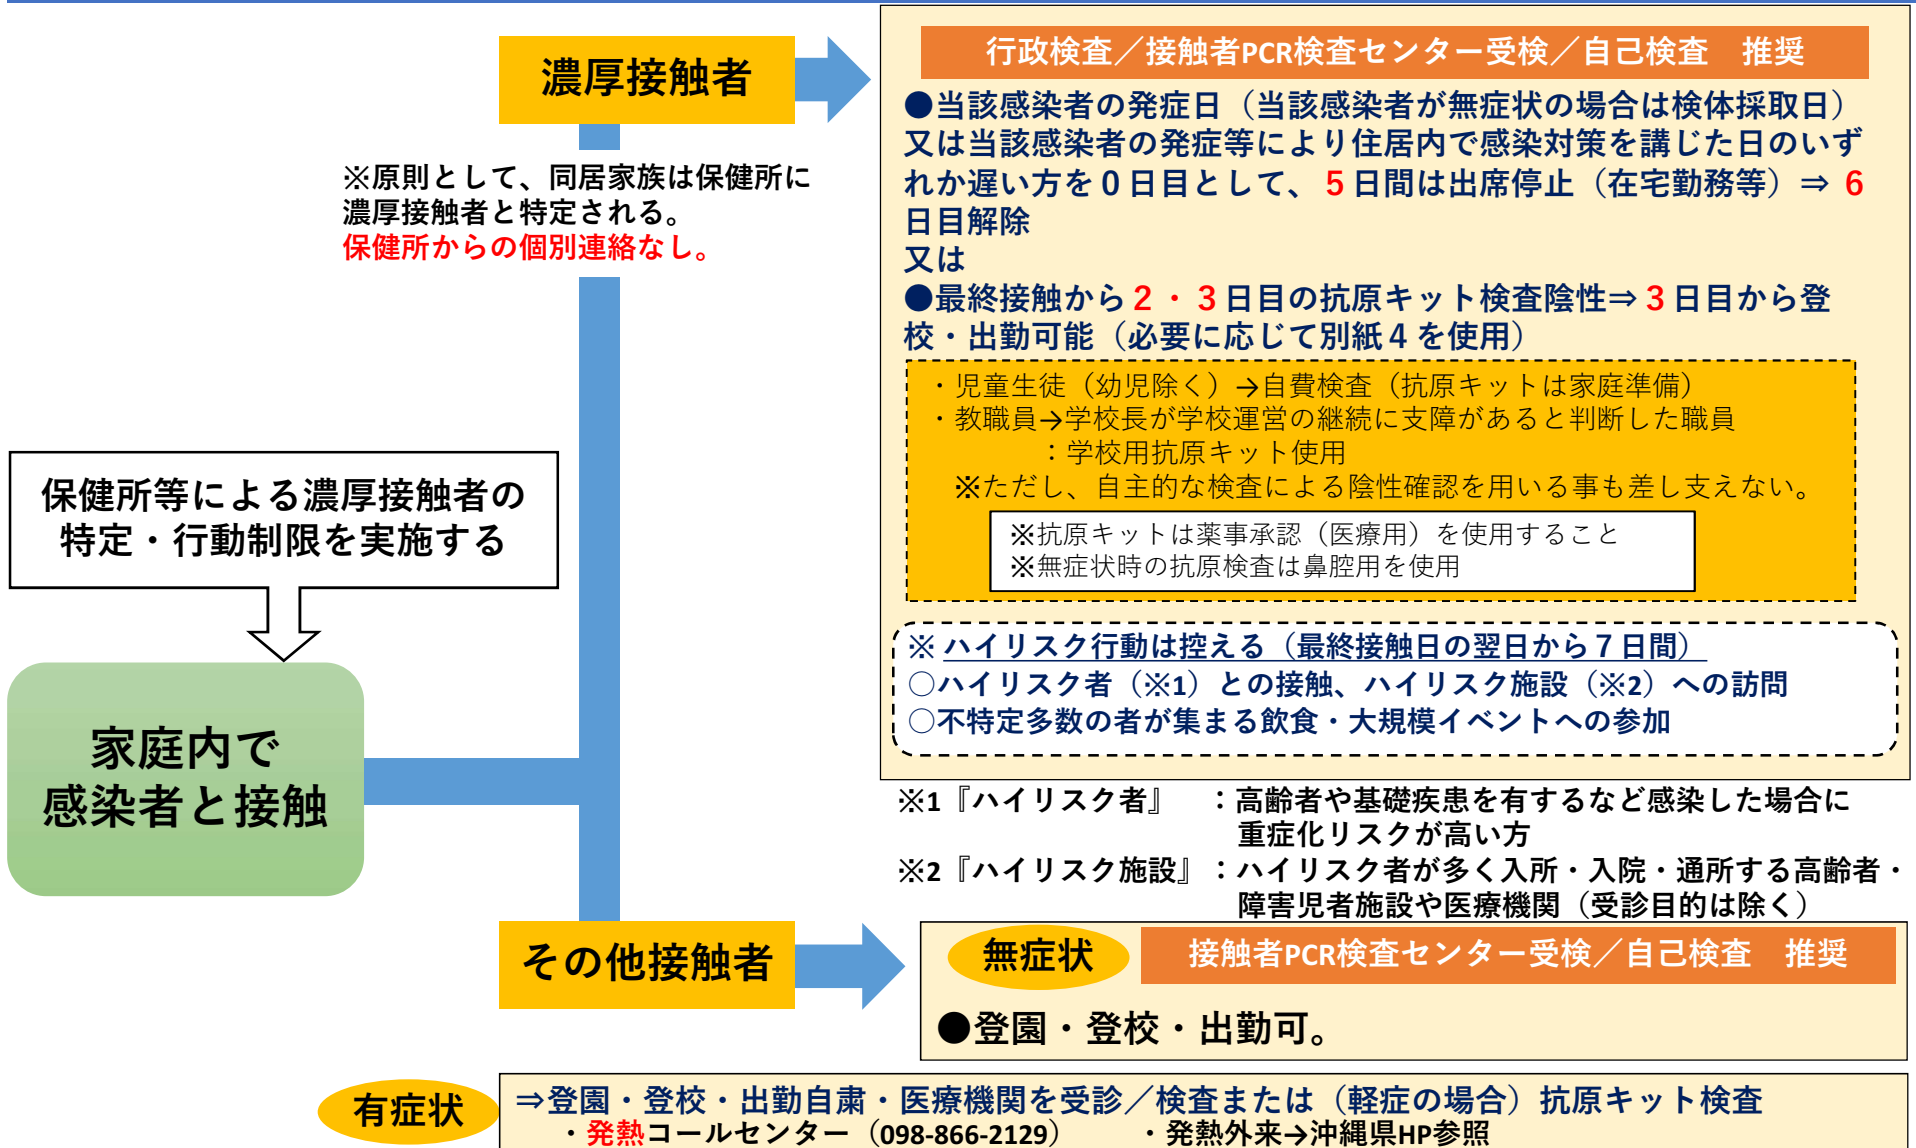 濃厚接触者
※原則として、同居家族は保健所に
濃厚接触者と特定される。
保健所からの個別連絡なし。
保健所等による濃厚接触者の
特定・行動制限を実施する
家庭内で
感染者と接触
行政検査／接触者PCR検査センター受検／自己検査　推奨
●当該感染者の発症日（当該感染者が無症状の場合は検体採取日）
又は当該感染者の発症等により住居内で感染対策を講じた日のいず
れか遅い方を０日目として、５日間は出席停止（在宅勤務等）⇒６
日目解除
又は
●最終接触から２・３日目の抗原キット検査陰性⇒３日目から登
校・出勤可能（必要に応じて別紙４を使用）
・児童生徒（幼児除く）→自費検査（抗原キットは家庭準備）
・教職員→学校長が学校運営の継続に支障があると判断した職員
：学校用抗原キット使用
※ただし、自主的な検査による陰性確認を用いる事も差し支えない。
※抗原キットは薬事承認（医療用）を使用すること
※無症状時の抗原検査は鼻腔用を使用
※ハイリスク行動は控える（最終接触日の翌日から７日間）
○ハイリスク者（※1）との接触、ハイリスク施設（※2）への訪問
○不特定多数の者が集まる飲食・大規模イベントへの参加
※1『ハイリスク者』　：高齢者や基礎疾患を有するなど感染した場合に
重症化リスクが高い方
※2『ハイリスク施設』：ハイリスク者が多く入所・入院・通所する高齢者・
障害児者施設や医療機関（受診目的は除く）
その他接触者
無症状
接触者PCR検査センター受検／自己検査　推奨
●登園・登校・出勤可。
有症状
⇒登園・登校・出勤自粛・医療機関を受診／検査または（軽症の場合）抗原キット検査
・発熱コールセンター（098-866-2129）　　・発熱外来→沖縄県HP参照